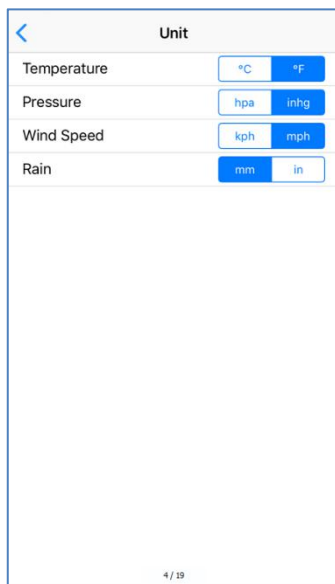 Unit
Temperature °C °F
Pressure hpa inhg
Wind Speed kph mph
Rain mm in
4 / 19